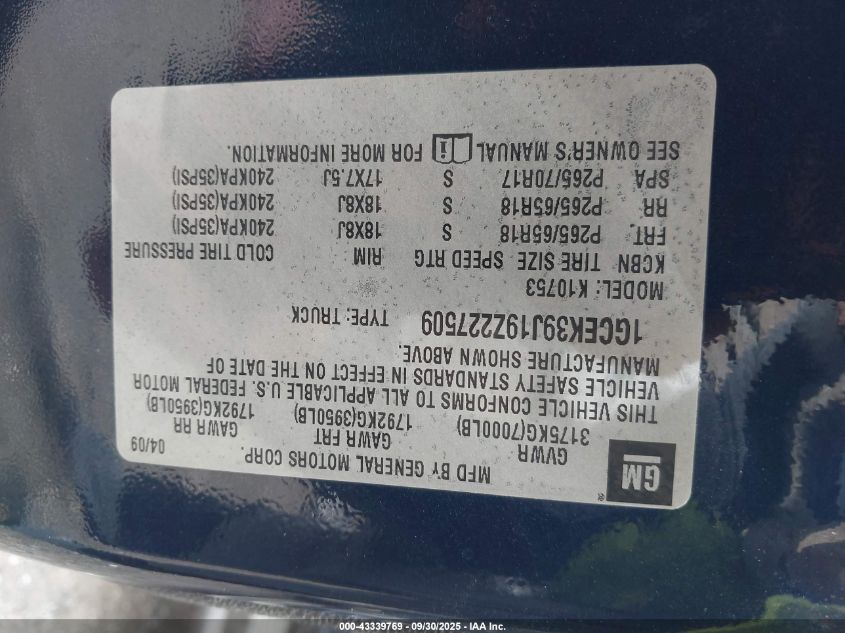 MFD BY GENERAL MOTORS CORP.
04/09
GVWR GAWR FRT GAWR RR
3175KG(7000LB) 1792KG(3950LB) 1792KG(3950LB)
THIS VEHICLE CONFORMS TO ALL APPLICABLE U.S. FEDERAL MOTOR
VEHICLE SAFETY STANDARDS IN EFFECT ON THE DATE OF
MANUFACTURE SHOWN ABOVE.
1GCEK39J19Z227509 TYPE: TRUCK
MODEL: K10753
KCBN TIRE SIZE SPEED RTG RIM COLD TIRE PRESSURE
FRT. P265/65R18 S 18X8J 240KPA(35PSI)
RR P265/65R18 S 18X8J 240KPA(35PSI)
SPA P265/70R17 S 17X7.5J 240KPA(35PSI)
SEE OWNER'S MANUAL i FOR MORE INFORMATION.
GM
®
000-43339769 - 09/30/2025 - IAA Inc.